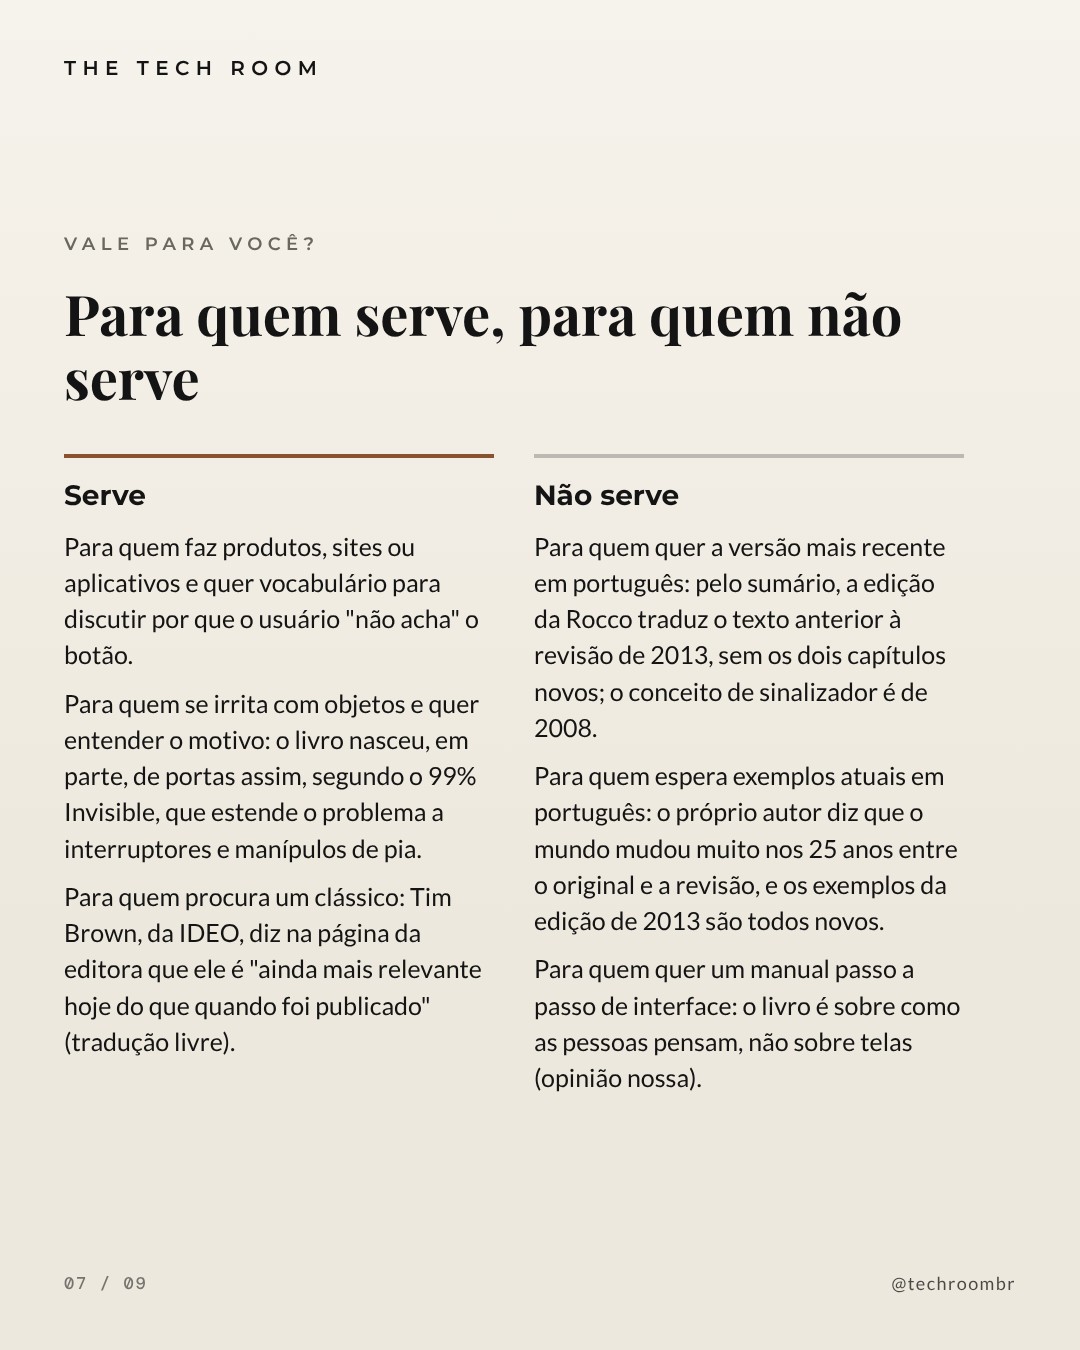 THE TECH ROOM
VALE PARA VOCÊ?
Para quem serve, para quem não
serve
Serve
Para quem faz produtos, sites ou
aplicativos e quer vocabulário para
discutir por que o usuário "não acha" o
botão.
Para quem se irrita com objetos e quer
entender o motivo: o livro nasceu, em
parte, de portas assim, segundo o 99%
Invisible, que estende o problema a
interruptores e manípulos de pia.
Para quem procura um clássico: Tim
Brown, da IDEO, diz na página da
editora que ele é "ainda mais relevante
hoje do que quando foi publicado"
(tradução livre).
Não serve
Para quem quer a versão mais recente
em português: pelo sumário, a edição
da Rocco traduz o texto anterior à
revisão de 2013, sem os dois capítulos
novos; o conceito de sinalizador é de
2008.
Para quem espera exemplos atuais em
português: o próprio autor diz que o
mundo mudou muito nos 25 anos entre
o original e a revisão, e os exemplos da
edição de 2013 são todos novos.
Para quem quer um manual passo a
passo de interface: o livro é sobre como
as pessoas pensam, não sobre telas
(opinião nossa).
07 / 09
@techroombr